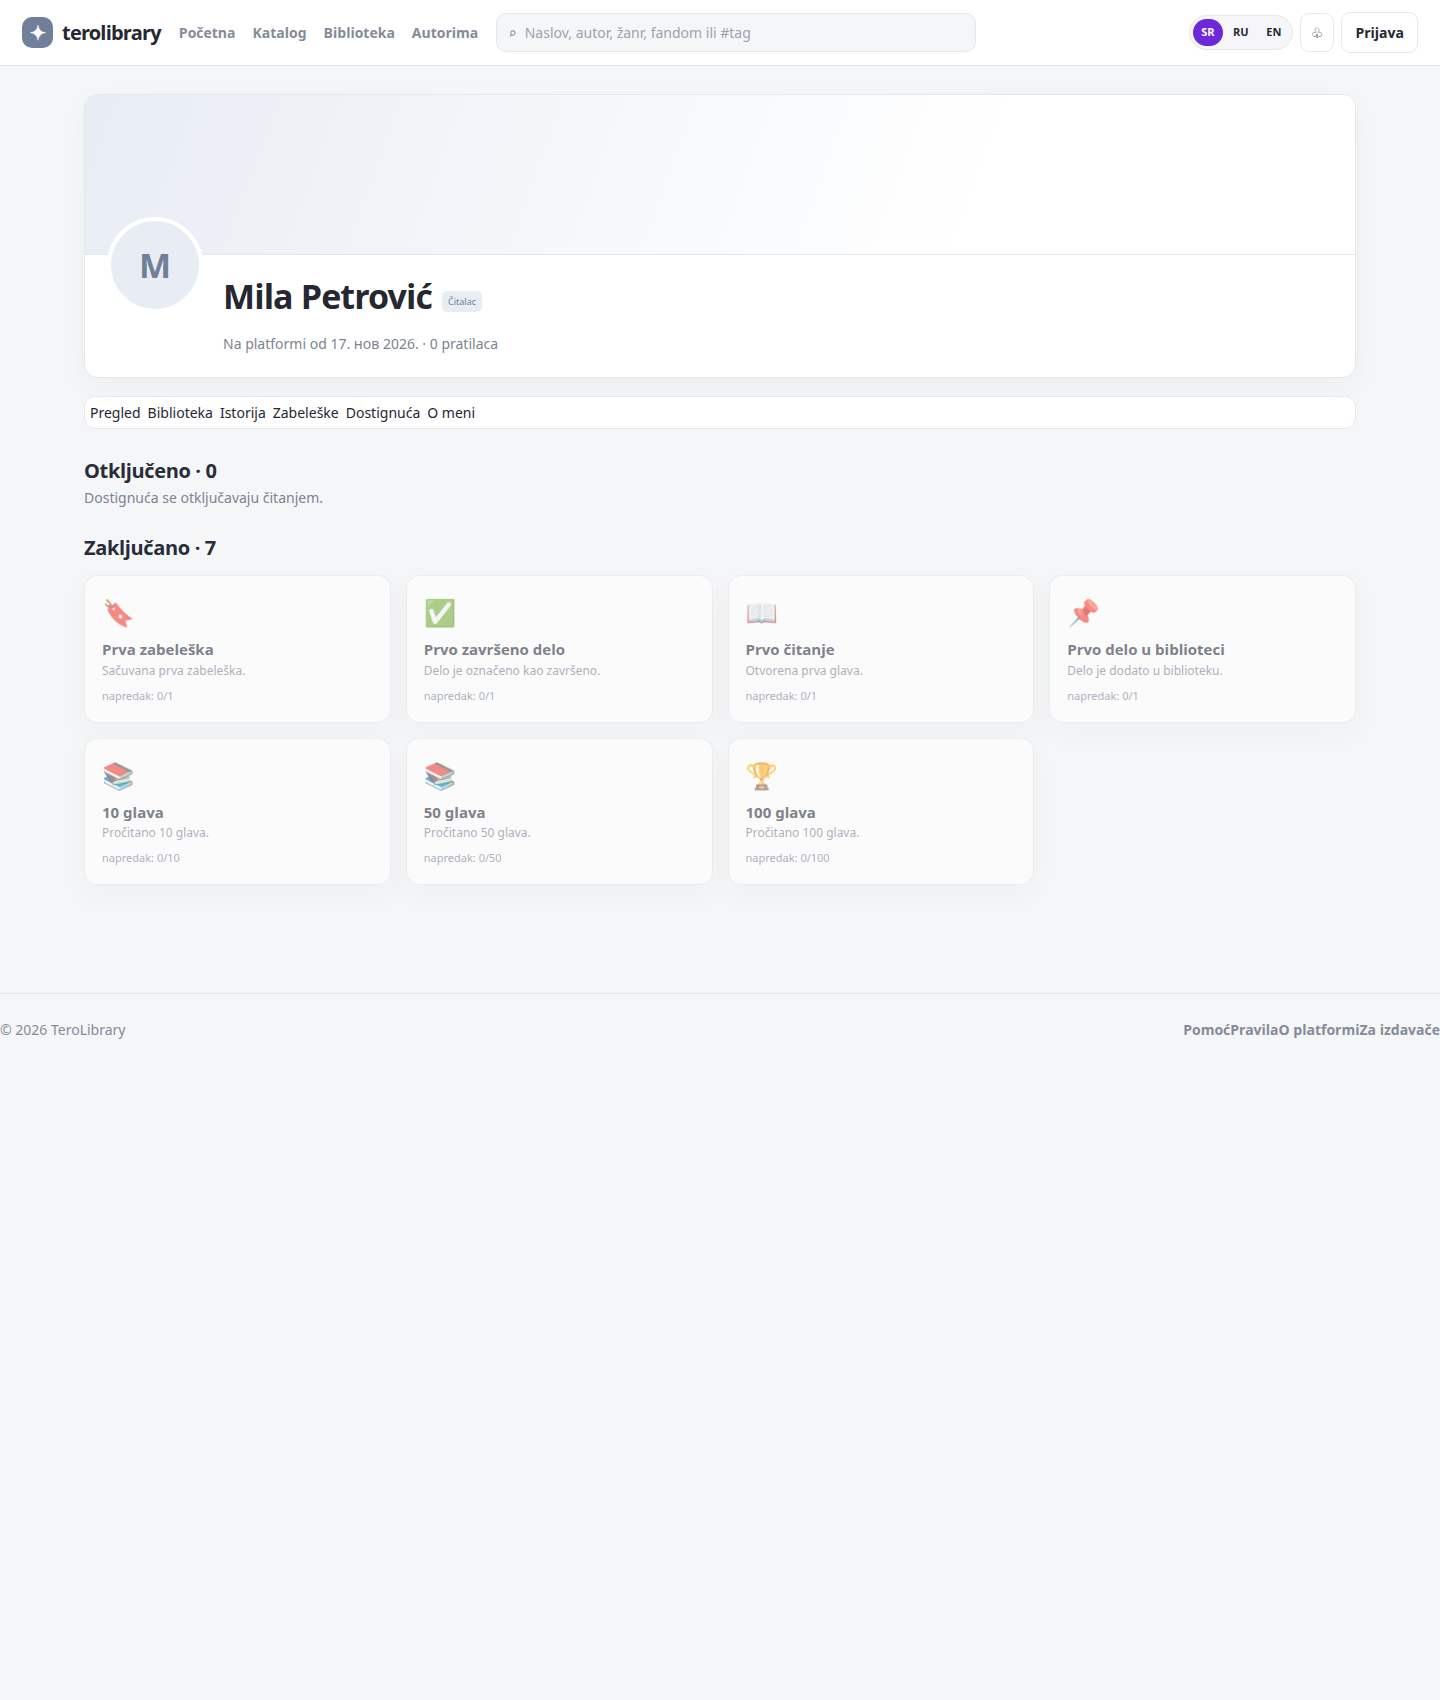 terolibrary Početna Katalog Biblioteka Autorima Naslov, autor, žanr, fandom ili #tag SR RU EN Prijava
M
Mila Petrović Čitalac
Na platformi od 17. нов 2026. · 0 pratilaca
Pregled Biblioteka Istorija Zabeleške Dostignuća O meni
Otključeno · 0
Dostignuća se otključavaju čitanjem.
Zaključano · 7
Prva zabeleška
Sačuvana prva zabeleška.
napredak: 0/1
Prvo završeno delo
Delo je označeno kao završeno.
napredak: 0/1
Prvo čitanje
Otvorena prva glava.
napredak: 0/1
Prvo delo u biblioteci
Delo je dodato u biblioteku.
napredak: 0/1
10 glava
Pročitano 10 glava.
napredak: 0/10
50 glava
Pročitano 50 glava.
napredak: 0/50
100 glava
Pročitano 100 glava.
napredak: 0/100
© 2026 TeroLibrary PomoćPravilaO platformiZa izdavače